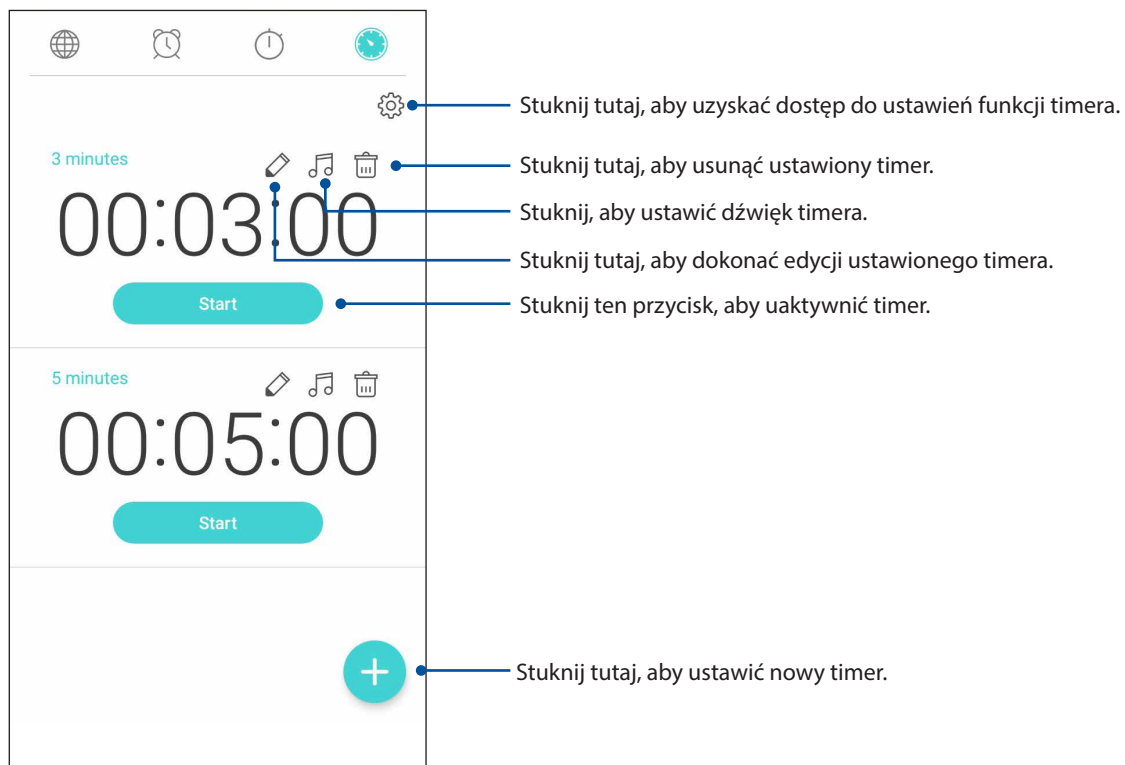 Stuknij tutaj, aby uzyskać dostęp do ustawień funkcji timera.
3 minutes
Stuknij tutaj, aby usunąć ustawiony timer.
00:03:00
Stuknij, aby ustawić dźwięk timera.
Stuknij tutaj, aby dokonać edycji ustawionego timera.
Start
Stuknij ten przycisk, aby uaktywnić timer.
5 minutes
00:05:00
Start
Stuknij tutaj, aby ustawić nowy timer.